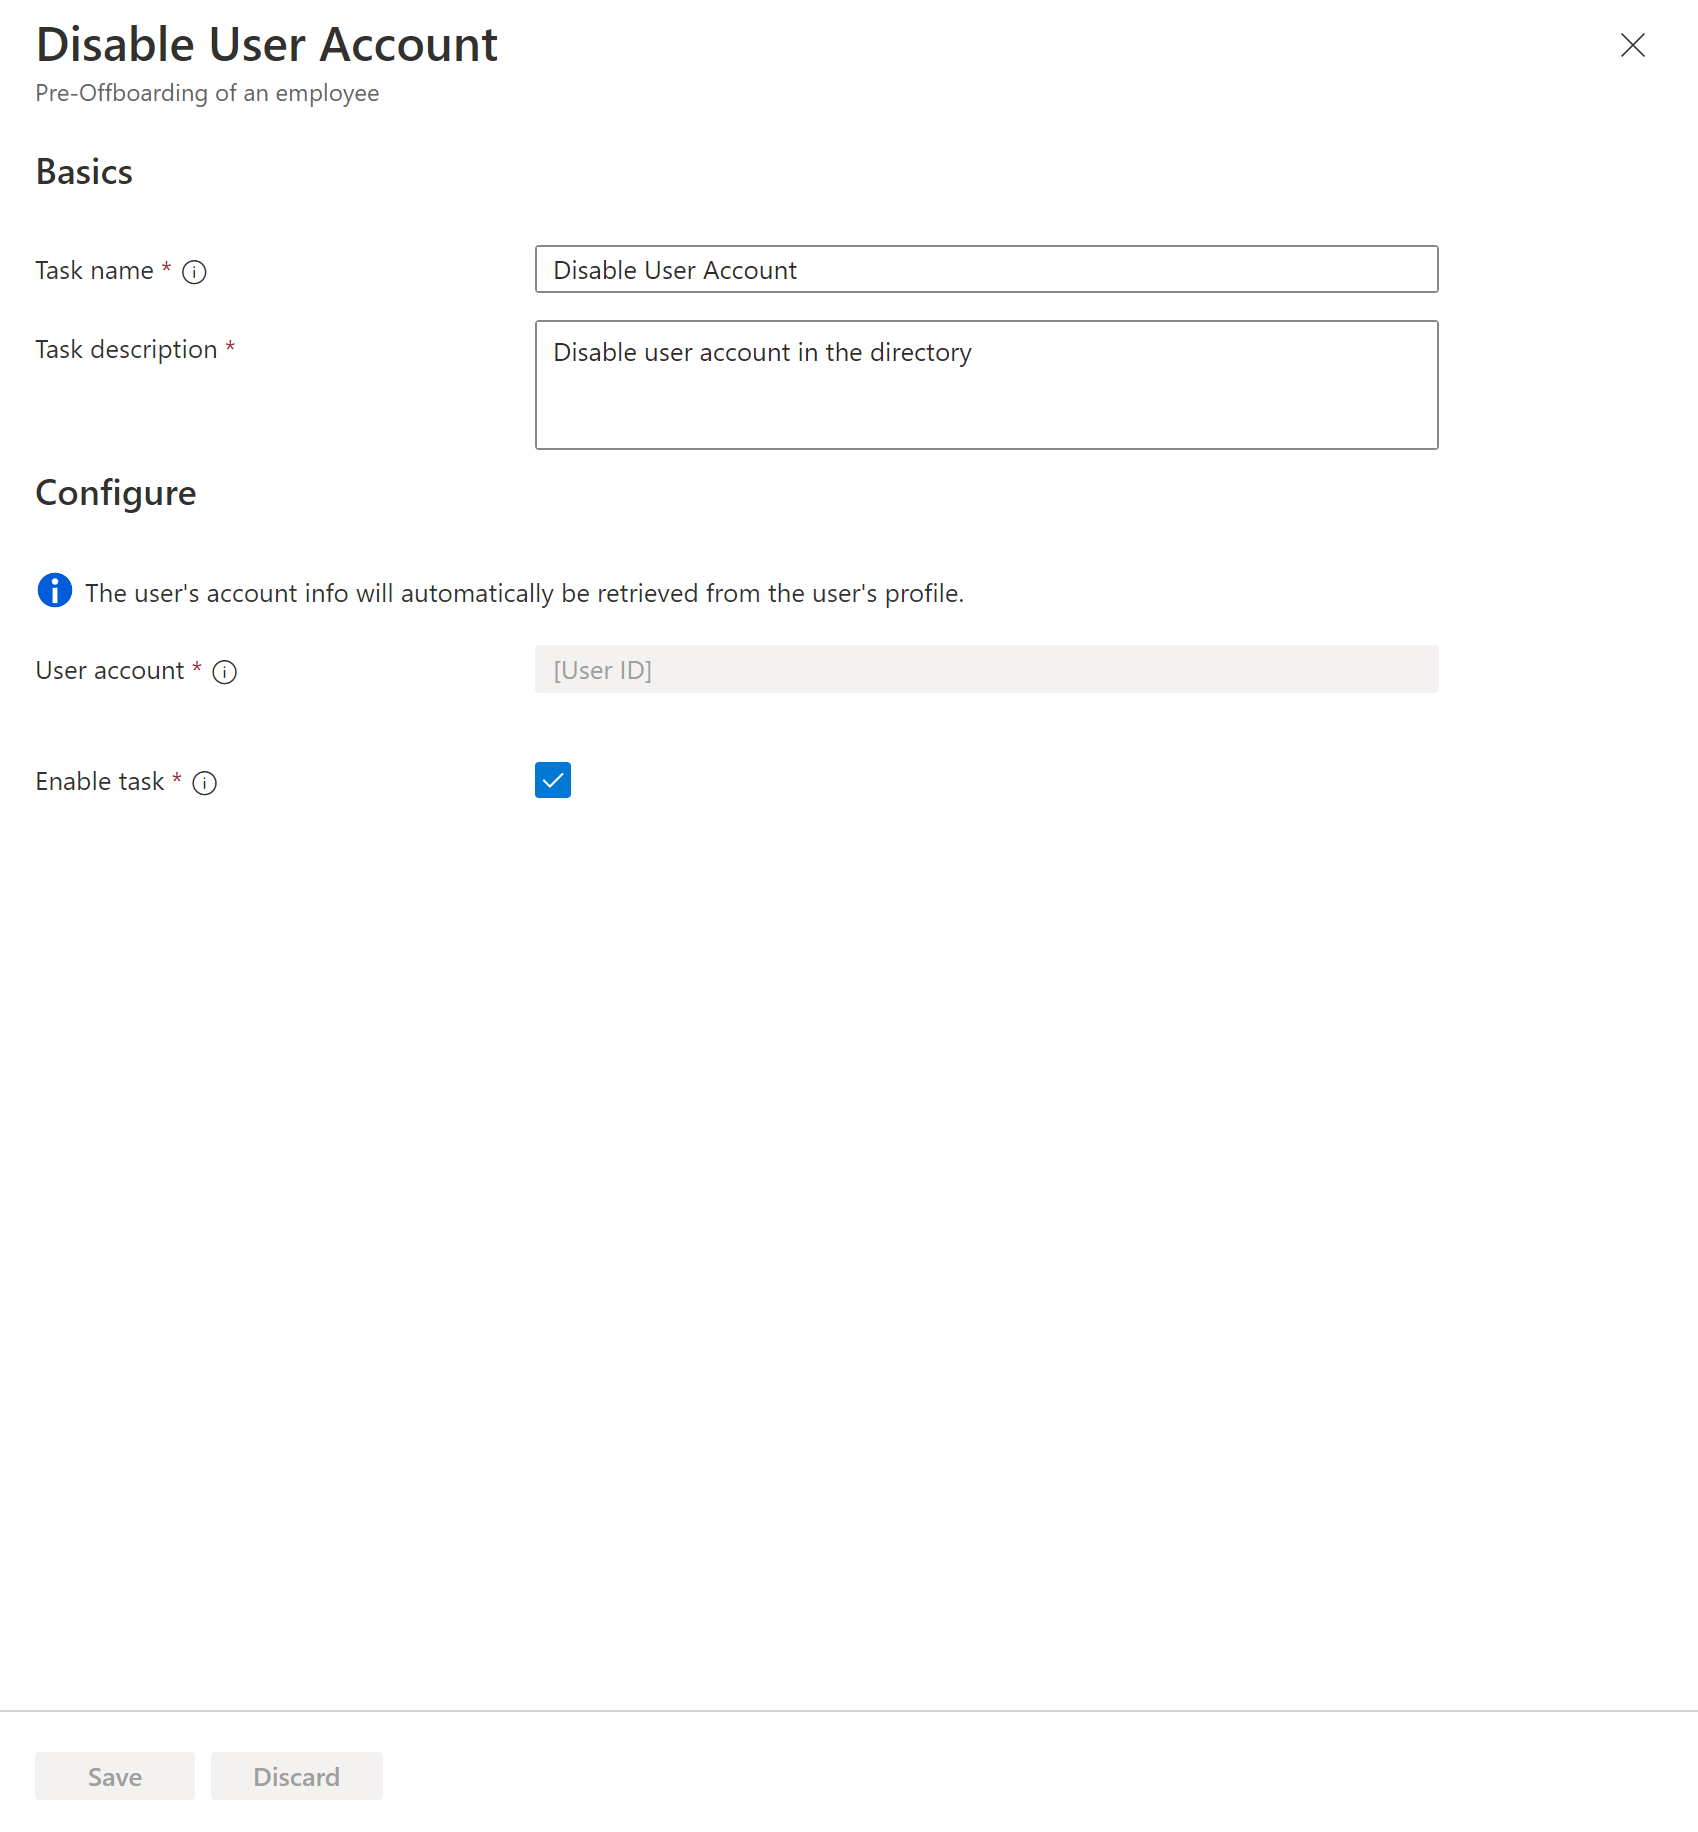 Disable User Account
Pre-Offboarding of an employee
Basics
Task name *
Disable User Account
Task description *
Disable user account in the directory
Configure
The user's account info will automatically be retrieved from the user's profile.
User account *
[User ID]
Enable task *
Save
Discard